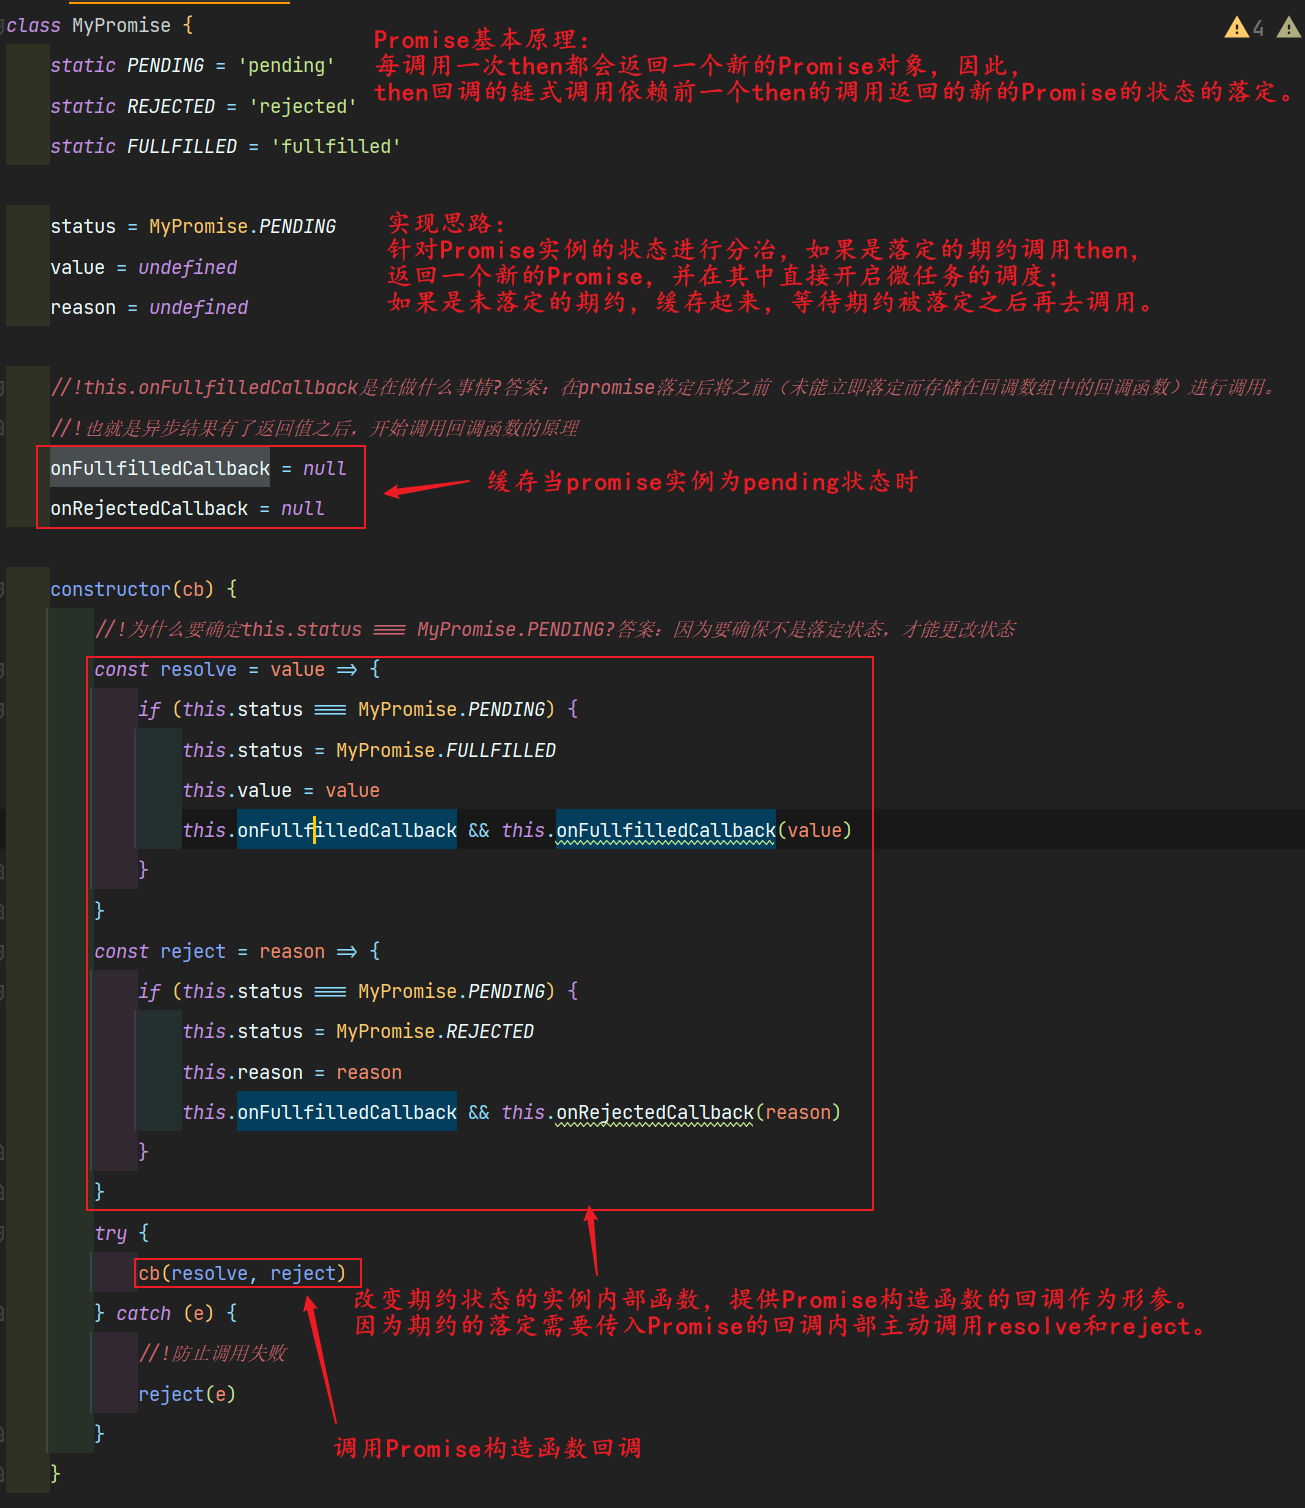 class MyPromise {
4
Promise基本原理：
static PENDING = 'pending'
每调用一次then都会返回一个新的Promise对象，因此，
then回调的链式调用依赖前一个then的调用返回的新的Promise的状态的落定。
static REJECTED = 'rejected'
static FULLFILLED = 'fullfilled'
实现思路：
status = MyPromise.PENDING
针对Promise实例的状态进行分治，如果是落定的期约调用then，
value = undefined
返回一个新的Promise，并在其中直接开启微任务的调度；
reason = undefined
如果是未落定的期约，缓存起来，等待期约被落定之后再去调用。
//!this.onFullfilledCallback是在做什么事情?答案：在promise落定后将之前（未能立即落定而存储在回调数组中的回调函数）进行调用。
//!也就是异步结果有了返回值之后，开始调用回调函数的原理
onFullfilledCallback = null
缓存当promise实例为pending状态时
onRejectedCallback = null
constructor(cb) {
//!为什么要确定this.status === MyPromise.PENDING?答案：因为要确保不是落定状态，才能更改状态
const resolve = value => {
if (this.status === MyPromise.PENDING) {
this.status = MyPromise.FULLFILLED
this.value = value
this.onFullfilledCallback && this.onFullfilledCallback(value)
}
}
const reject = reason => {
if (this.status === MyPromise.PENDING) {
this.status = MyPromise.REJECTED
this.reason = reason
this.onFullfilledCallback && this.onRejectedCallback(reason)
}
}
try {
cb(resolve, reject)
改变期约状态的实例内部函数，提供Promise构造函数的回调作为形参。
} catch (e) {
因为期约的落定需要传入Promise的回调内部主动调用resolve和reject。
//!防止调用失败
reject(e)
}
调用Promise构造函数回调
}